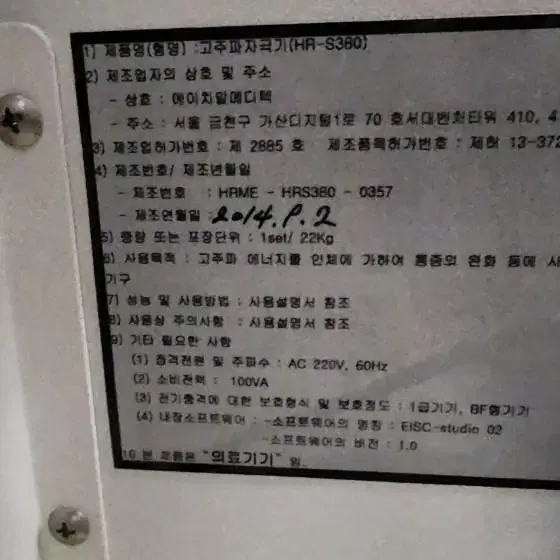 1) 제품명(형명) : 고주파자극기(HR-S380)
2) 제조업자의 상호 및 주소
- 상호 : 에이치알메디텍
- 주소 : 서울 금천구 가산디지털1로 70 호서대벤처타워 410, 4
3) 제조업허가번호 : 제 2885 호 제조품목허가번호 : 제허 13-372
4) 제조번호/ 제조년월일
- 제조번호 : HRME - HRS380 - 0357
- 제조연월일 : 2014. P. 2
5) 중량 또는 포장단위 : 1set/ 22Kg
6) 사용목적 : 고주파 에너지를 인체에 가하여 통증의 완화 등에 사
기구
7) 성능 및 사용방법 : 사용설명서 참조
8) 사용상 주의사항 : 사용설명서 참조
9) 기타 필요한 사항
(1) 정격전원 및 주파수 : AC 220V, 60Hz
(2) 소비전력 : 100VA
(3) 전기충격에 대한 보호형식 및 보호정도 : 1급기기, BF형기기
(4) 내장소프트웨어 : -소프트웨어의 명칭 : EISC-studio 02
-소프트웨어의 버전 : 1.0
10 본 제품은 "의료기기" 임.